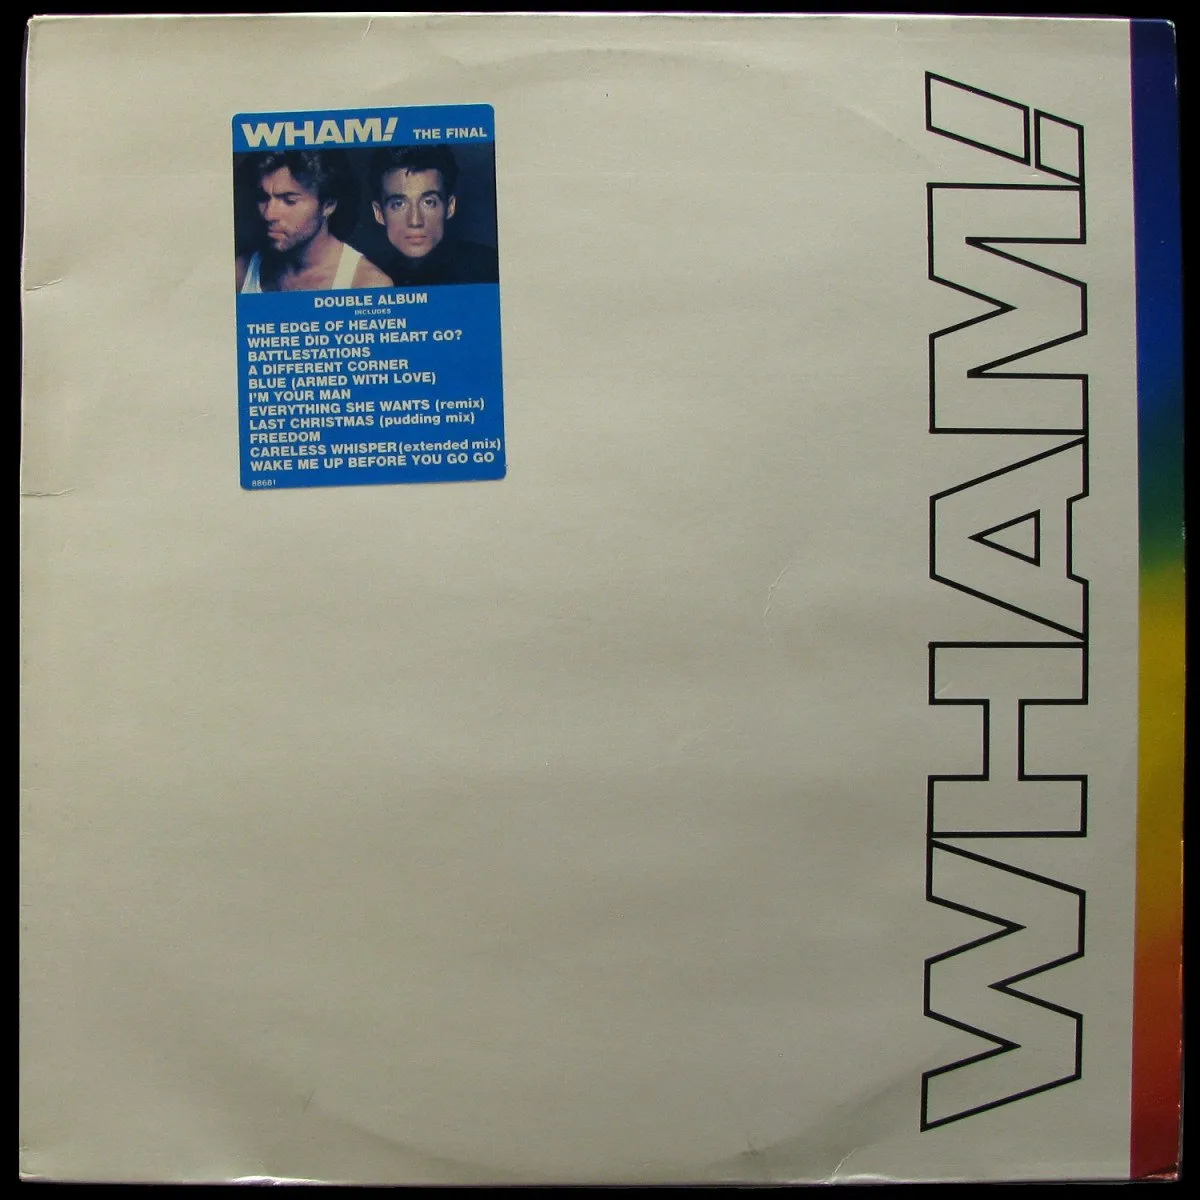 WHAM! THE FINAL
DOUBLE ALBUM
INCLUDES
THE EDGE OF HEAVEN
WHERE DID YOUR HEART GO?
BATTLESTATIONS
A DIFFERENT CORNER
BLUE (ARMED WITH LOVE)
I'M YOUR MAN
EVERYTHING SHE WANTS (remix)
LAST CHRISTMAS (pudding mix)
FREEDOM
CARELESS WHISPER (extended mix)
WAKE ME UP BEFORE YOU GO GO
88681
WHAM!